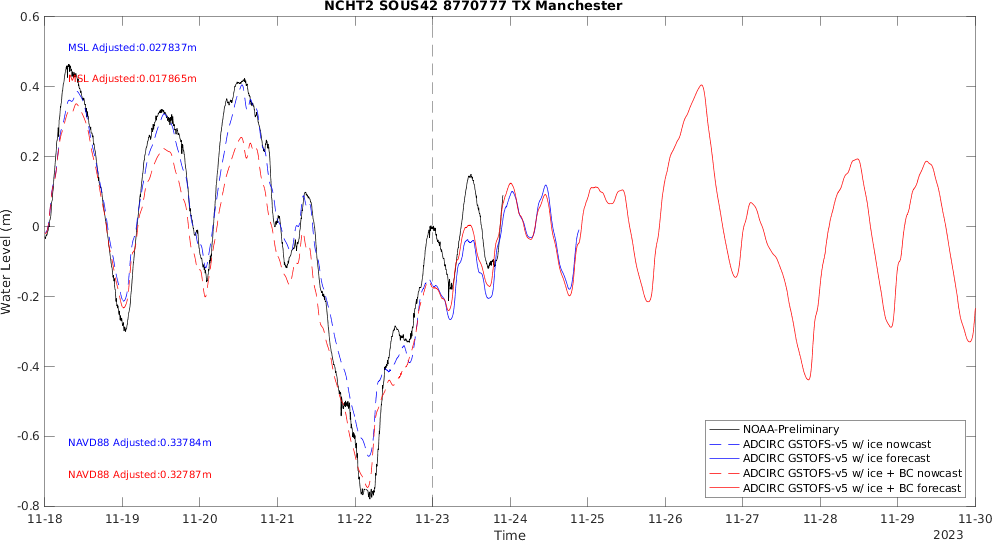 NCHT2 SOUS42 8770777 TX Manchester
0.6
0.4
0.2
0
-0.2
-0.4
-0.6
-0.8
Water Level (m)
MSL Adjusted:0.027837m
MSL Adjusted:0.017865m
NAVD88 Adjusted:0.33784m
NAVD88 Adjusted:0.32787m
NOAA-Preliminary
ADCIRC GSTOFS-v5 w/ ice nowcast
ADCIRC GSTOFS-v5 w/ ice forecast
ADCIRC GSTOFS-v5 w/ ice + BC nowcast
ADCIRC GSTOFS-v5 w/ ice + BC forecast
11-18 11-19 11-20 11-21 11-22 11-23 11-24 11-25 11-26 11-27 11-28 11-29 11-30
Time
2023